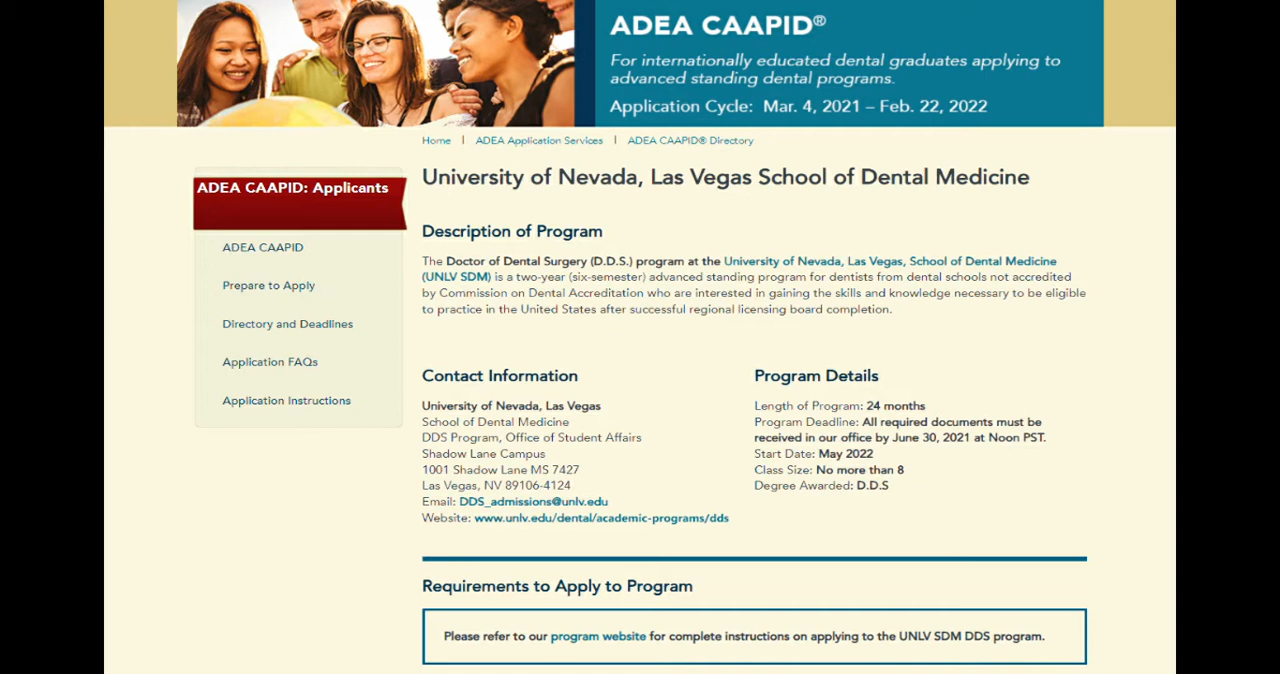 ADEA CAAPID®
For internationally educated dental graduates applying to
advanced standing dental programs.
Application Cycle: Mar. 4, 2021 – Feb. 22, 2022
Home | ADEA Application Services | ADEA CAAPID® Directory
ADEA CAAPID: Applicants
ADEA CAAPID
Prepare to Apply
Directory and Deadlines
Application FAQs
Application Instructions
University of Nevada, Las Vegas School of Dental Medicine
Description of Program
The Doctor of Dental Surgery (D.D.S.) program at the University of Nevada, Las Vegas, School of Dental Medicine
(UNLV SDM) is a two-year (six-semester) advanced standing program for dentists from dental schools not accredited
by Commission on Dental Accreditation who are interested in gaining the skills and knowledge necessary to be eligible
to practice in the United States after successful regional licensing board completion.
Contact Information
University of Nevada, Las Vegas
School of Dental Medicine
DDS Program, Office of Student Affairs
Shadow Lane Campus
1001 Shadow Lane MS 7427
Las Vegas, NV 89106-4124
Email: DDS_admissions@unlv.edu
Website: www.unlv.edu/dental/academic-programs/dds
Program Details
Length of Program: 24 months
Program Deadline: All required documents must be
received in our office by June 30, 2021 at Noon PST.
Start Date: May 2022
Class Size: No more than 8
Degree Awarded: D.D.S
Requirements to Apply to Program
Please refer to our program website for complete instructions on applying to the UNLV SDM DDS program.